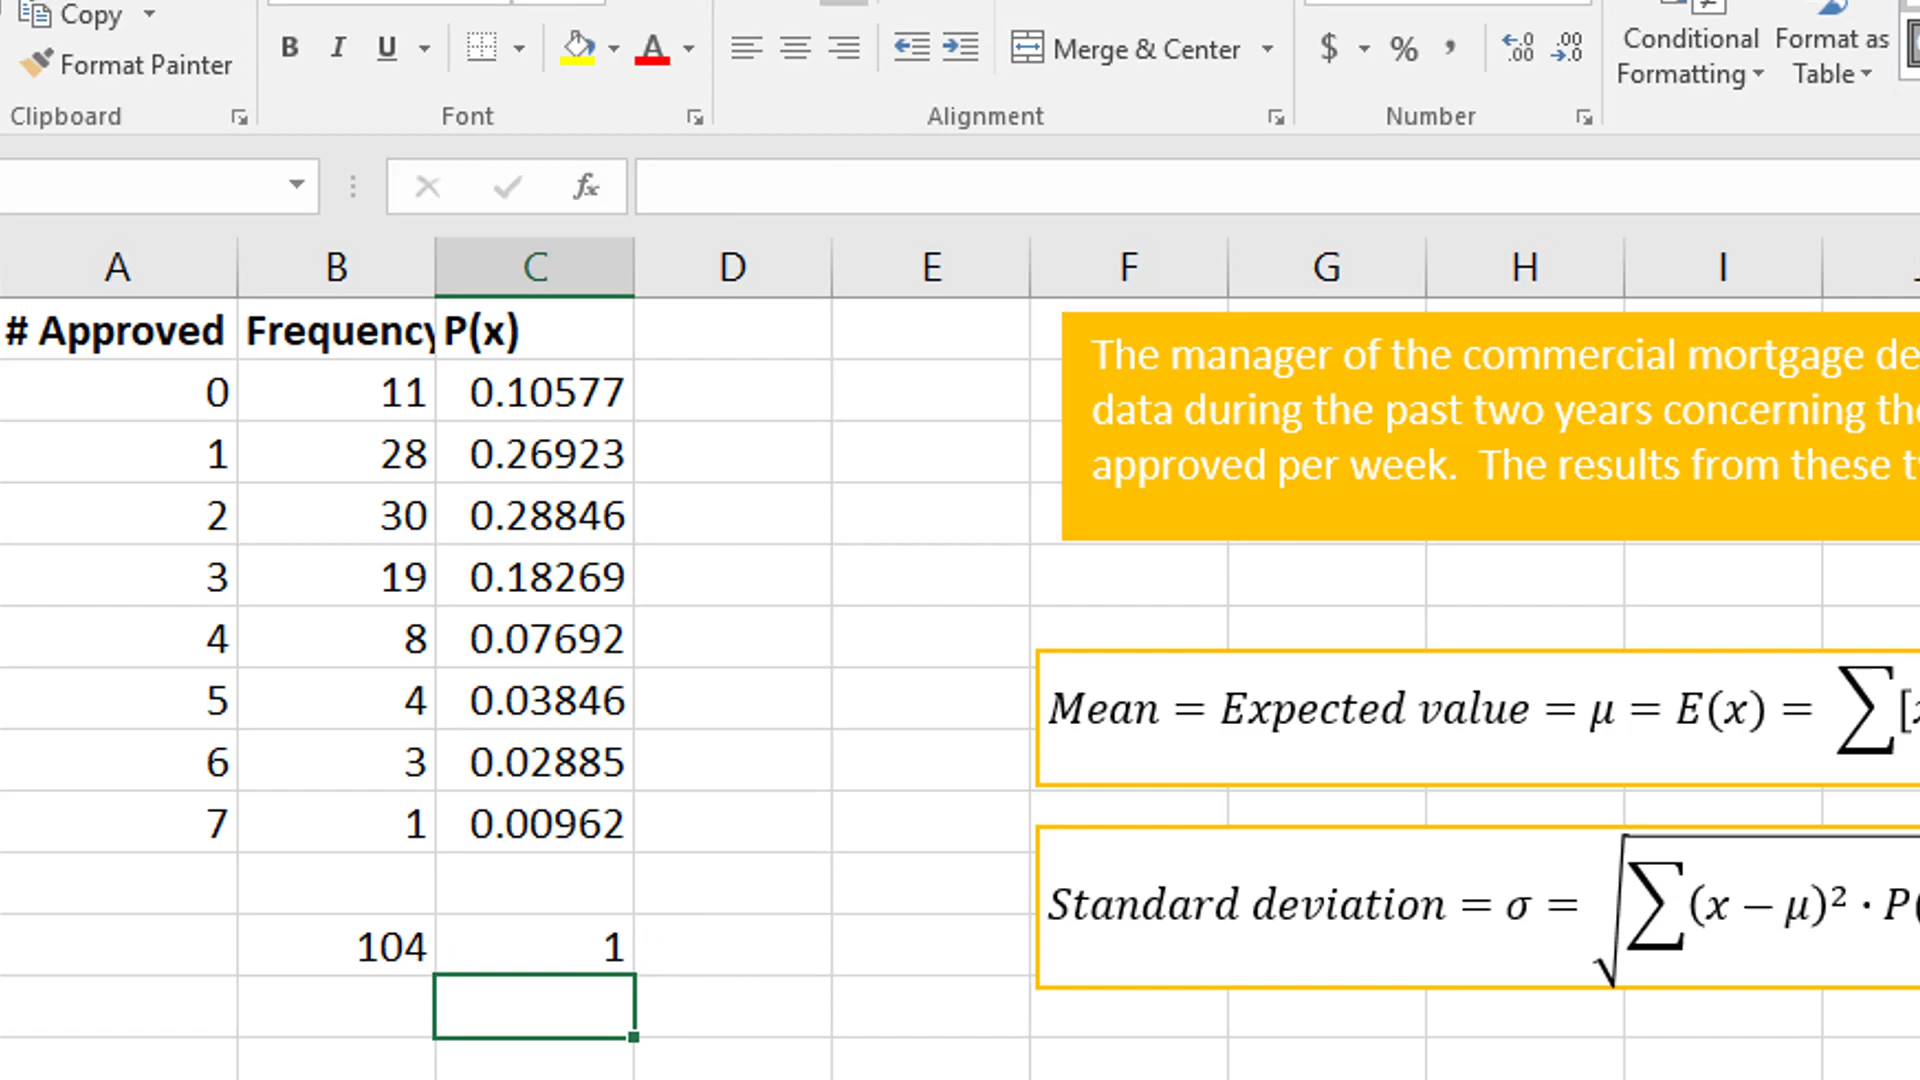 Copy
Format Painter
Clipboard
B I U A
Font
Merge & Center
Alignment
$ % ,
Number
Conditional
Formatting
Format as
Table
fx
A B C D E F G H I
# Approved Frequency P(x)
0 11 0.10577
1 28 0.26923
2 30 0.28846
3 19 0.18269
4 8 0.07692
5 4 0.03846
6 3 0.02885
7 1 0.00962
104 1
The manager of the commercial mortgage de
data during the past two years concerning the
approved per week. The results from these t
Mean = Expected value = μ = E(x) = ∑[x
Standard deviation = σ = √∑(x − μ)² · P(